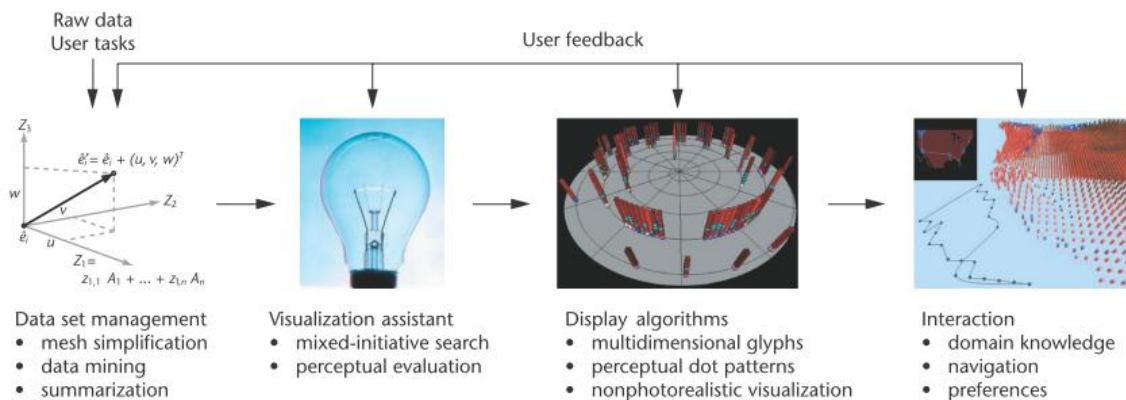 Raw data
User tasks
User feedback
Z₃
ê′ᵢ = êᵢ + (u, v, w)ᵀ
w
v
Z₂
êᵢ
u
Z₁ =
z₁,₁ A₁ + ... + z₁,ₙ Aₙ
Data set management
• mesh simplification
• data mining
• summarization
Visualization assistant
• mixed-initiative search
• perceptual evaluation
Display algorithms
• multidimensional glyphs
• perceptual dot patterns
• nonphotorealistic visualization
Interaction
• domain knowledge
• navigation
• preferences